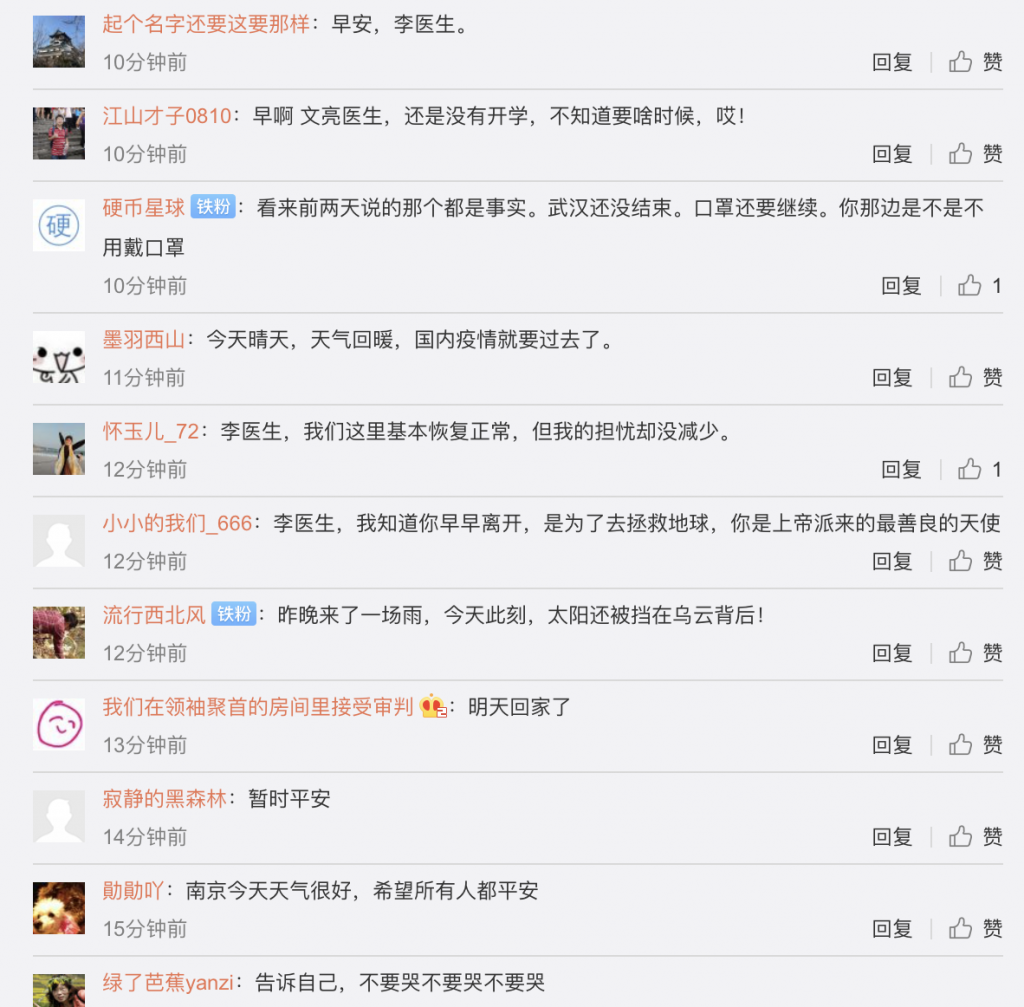 起个名字还要这要那样：早安，李医生。
10分钟前 回复 赞
江山才子0810：早啊 文亮医生，还是没有开学，不知道要啥时候，哎！
10分钟前 回复 赞
硬
硬币星球 铁粉：看来前两天说的那个都是事实。武汉还没结束。口罩还要继续。你那边是不是不
用戴口罩
10分钟前 回复 1
墨羽西山：今天晴天，天气回暖，国内疫情就要过去了。
11分钟前 回复 赞
怀玉儿_72：李医生，我们这里基本恢复正常，但我的担忧却没减少。
12分钟前 回复 1
小小的我们_666：李医生，我知道你早早离开，是为了去拯救地球，你是上帝派来的最善良的天使
12分钟前 回复 赞
流行西北风 铁粉：昨晚来了一场雨，今天此刻，太阳还被挡在乌云背后！
12分钟前 回复 赞
我们在领袖聚首的房间里接受审判：明天回家了
13分钟前 回复 赞
寂静的黑森林：暂时平安
14分钟前 回复 赞
勛勛吖：南京今天天气很好，希望所有人都平安
15分钟前 回复 赞
绿了芭蕉yanzi：告诉自己，不要哭不要哭不要哭